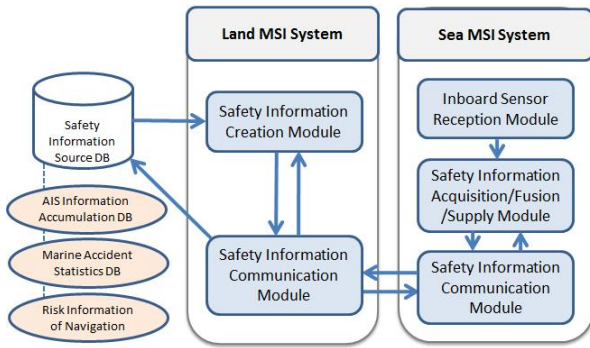 Land MSI System
Sea MSI System
Safety
Information
Source DB
AIS Information
Accumulation DB
Marine Accident
Statistics DB
Risk Information
of Navigation
Safety Information
Creation Module
Safety Information
Communication
Module
Inboard Sensor
Reception Module
Safety Information
Acquisition/Fusion
/Supply Module
Safety Information
Communication
Module